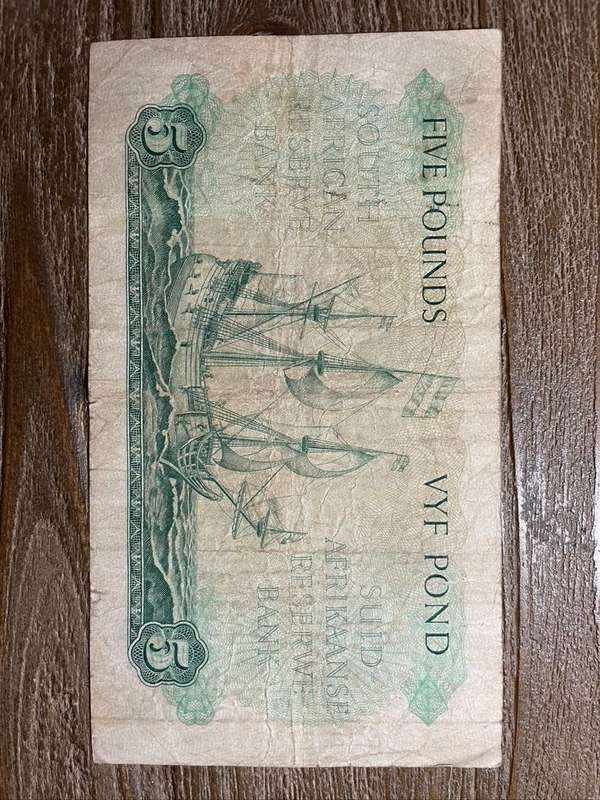 FIVE POUNDS VYF POND
SOUTH
AFRICAN
RESERVE
BANK
SUID-
AFRIKAANSE
RESERWE
BANK
5
5